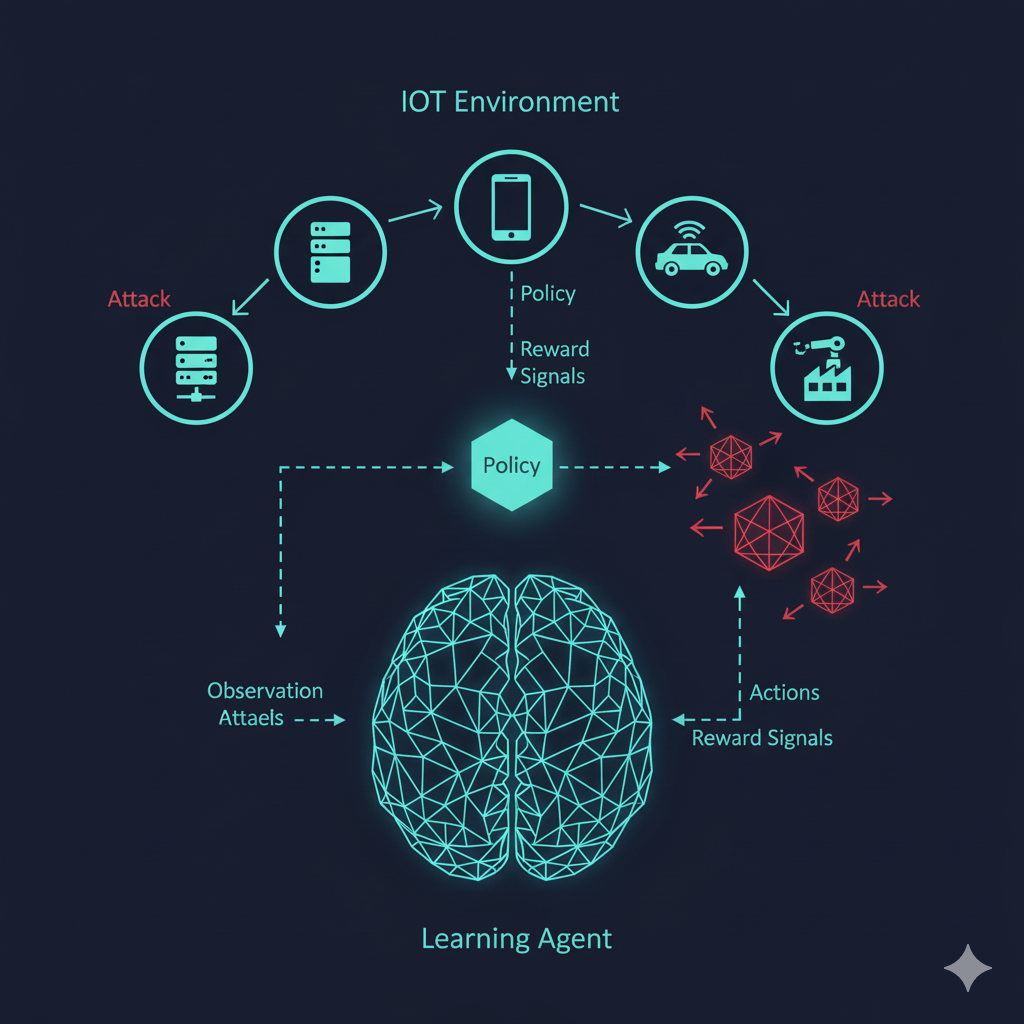 IOT Environment
Attack
Attack
Policy
Reward
Signals
Policy
Observation
Attaels
Actions
Reward Signals
Learning Agent